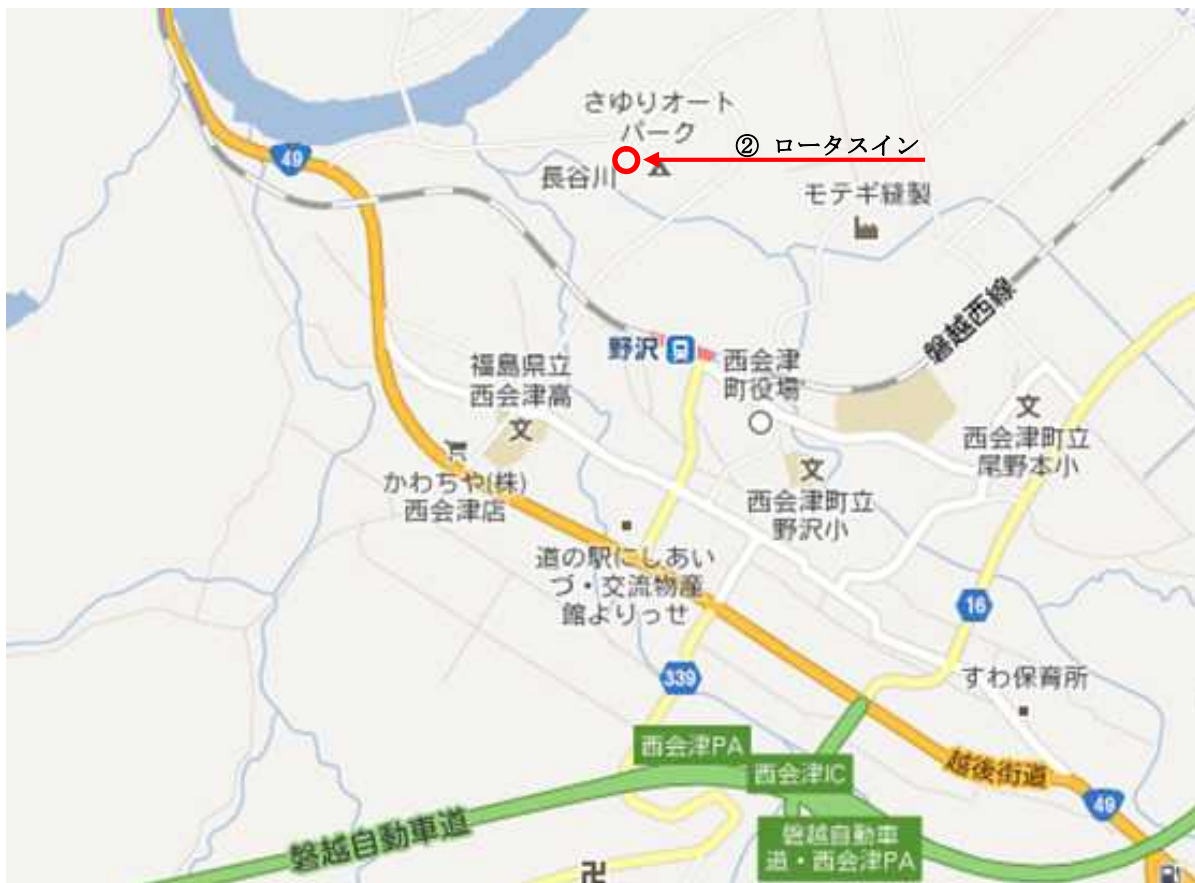 さゆりオート
パーク
② ロータスイン
長谷川
モテギ縫製
49
磐越西線
野沢
西会津
町役場
福島県立
西会津高
西会津町立
尾野本小
かわちや(株)
西会津店
西会津町立
野沢小
道の駅にしあい
づ・交流物産
館よりっせ
16
339
すわ保育所
西会津PA
西会津IC
越後街道
49
磐越自動車道
磐越自動車
道・西会津PA